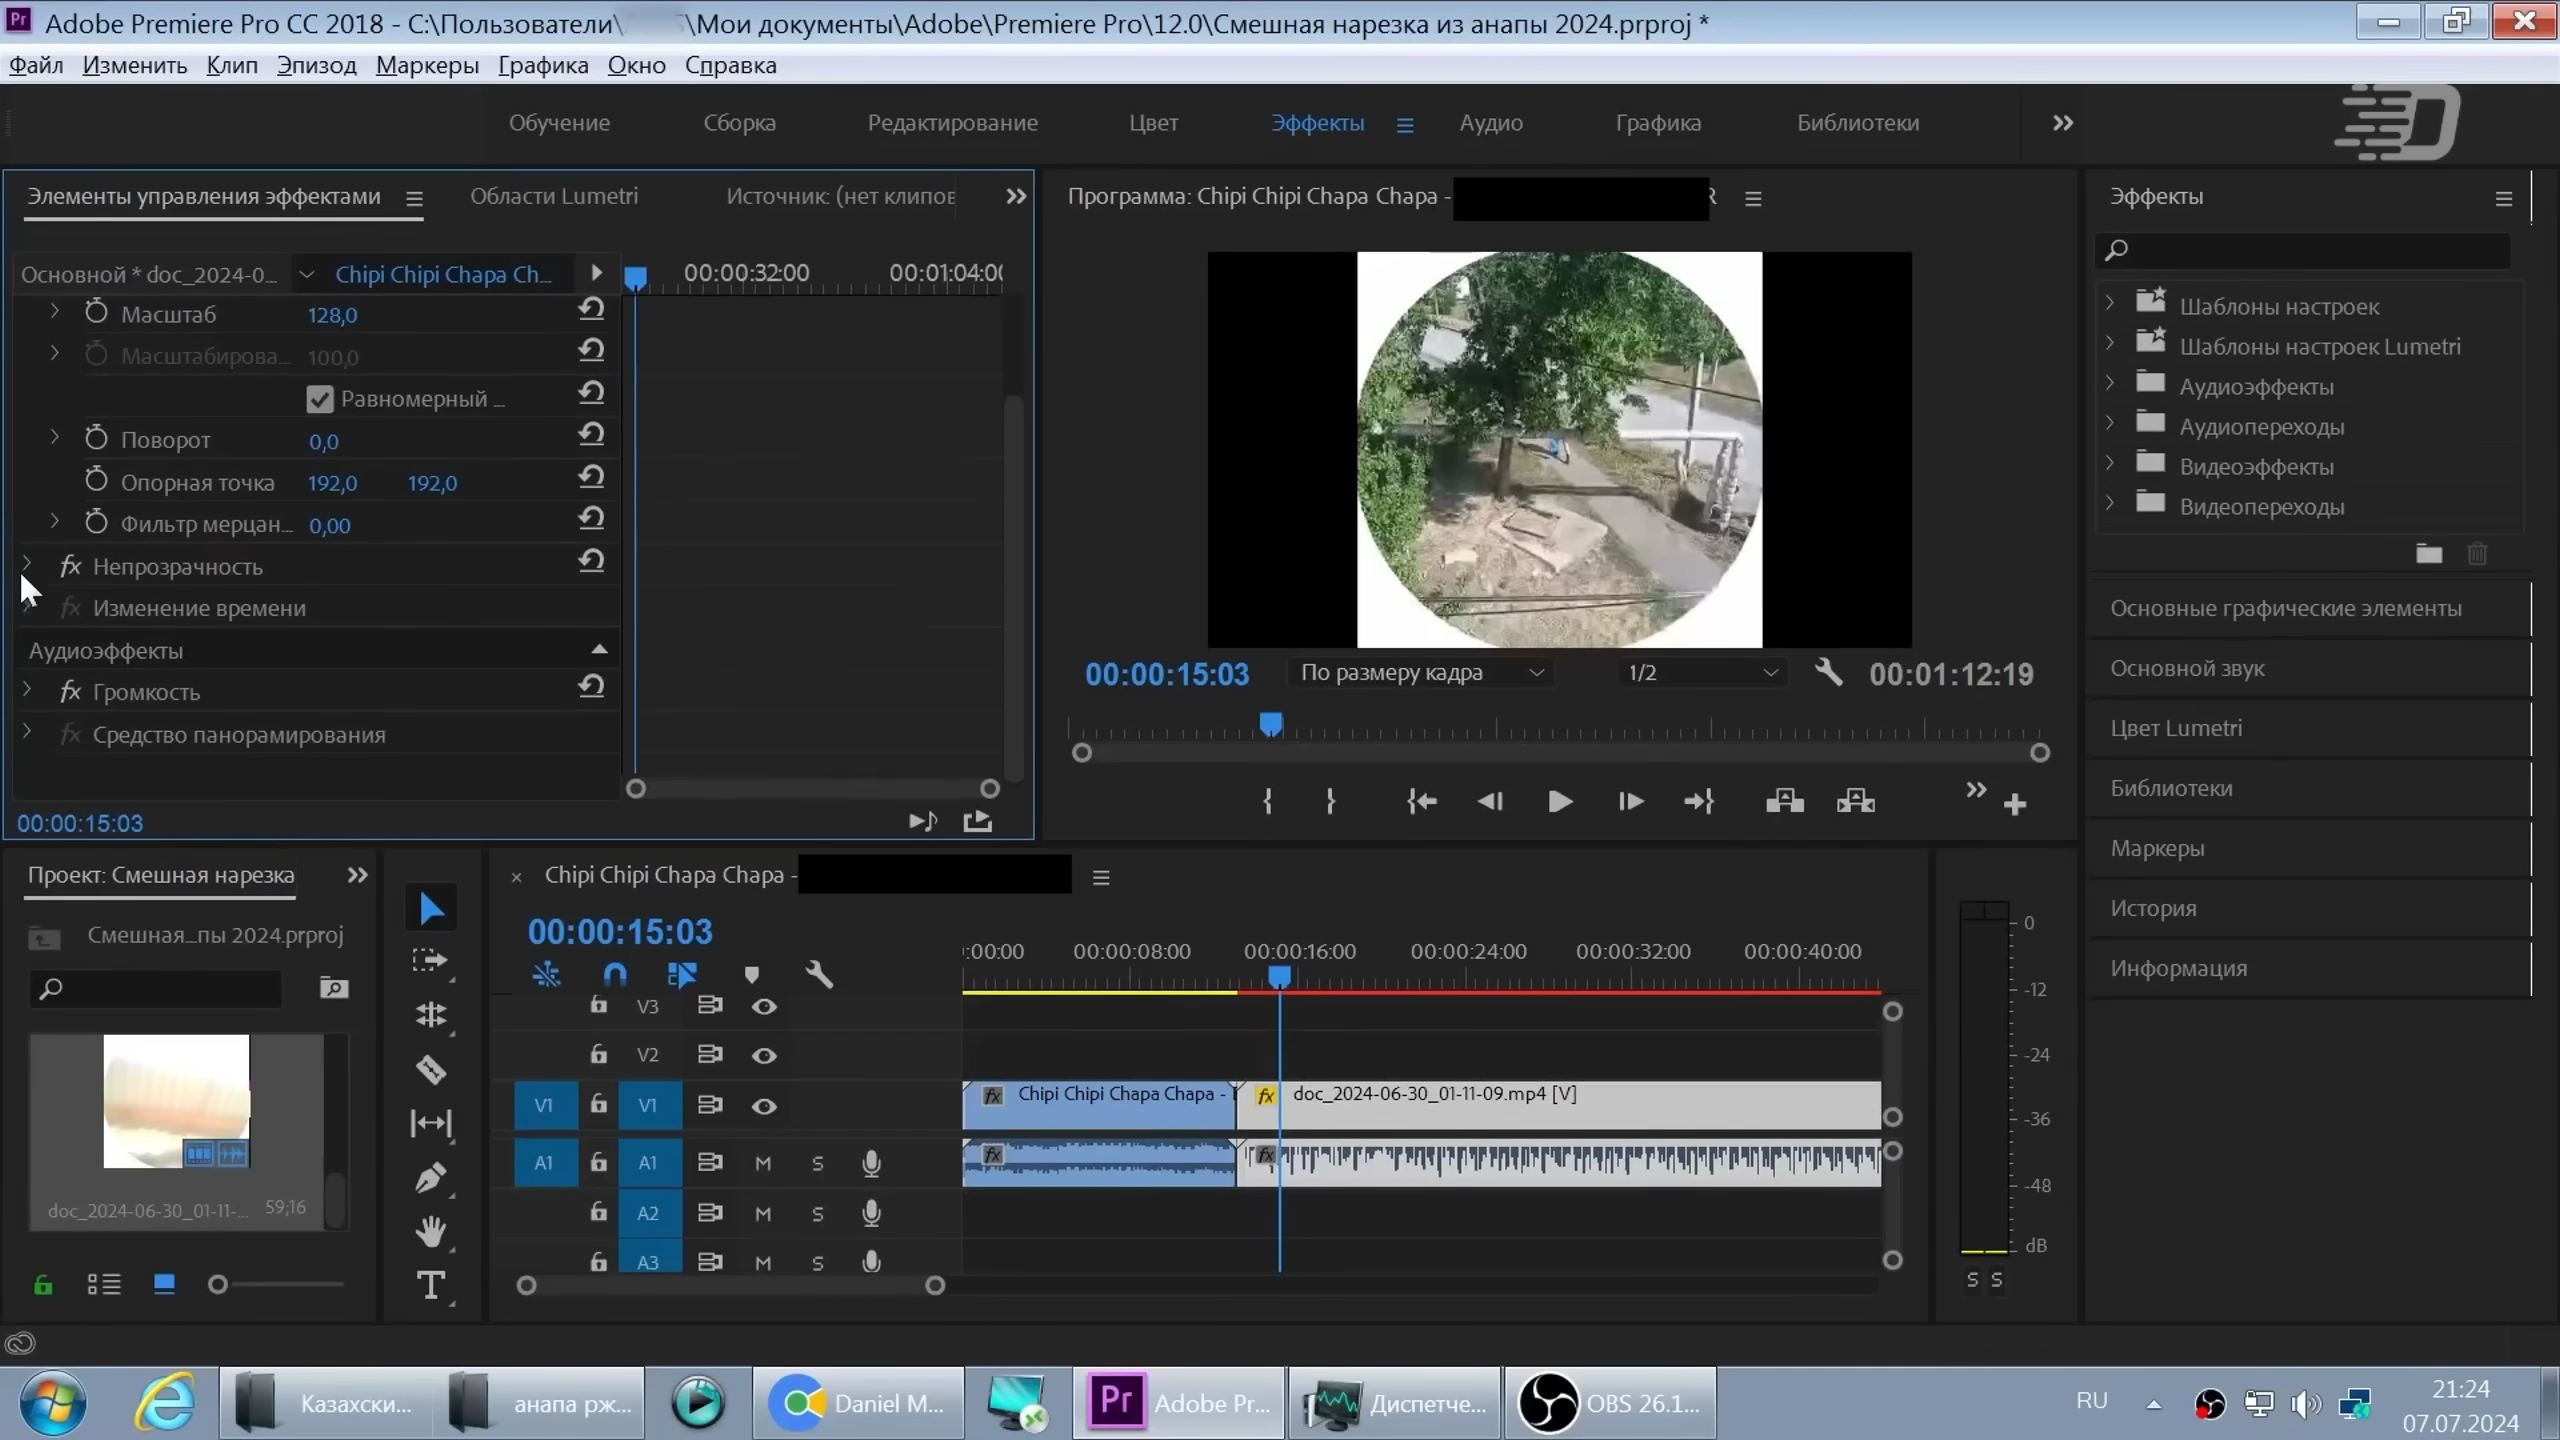 Adobe Premiere Pro CC 2018 - C:\Пользователи\ \Мои документы\Adobe\Premiere Pro\12.0\Смешная нарезка из анапы 2024.prproj *
Файл Изменить Клип Эпизод Маркеры Графика Окно Справка
Обучение Сборка Редактирование Цвет Эффекты Аудио Графика Библиотеки
Элементы управления эффектами Области Lumetri Источник: (нет клипов
Основной * doc_2024-0... Chipi Chipi Chapa Ch...
00:00:32:00 00:01:04:00
Масштаб 128,0
Масштабирова... 100,0
Равномерный ...
Поворот 0,0
Опорная точка 192,0 192,0
Фильтр мерцан... 0,00
fx Непрозрачность
fx Изменение времени
Аудиоэффекты
fx Громкость
fx Средство панорамирования
00:00:15:03
Программа: Chipi Chipi Chapa Chapa - R
00:00:15:03 По размеру кадра 1/2 00:01:12:19
Эффекты
Шаблоны настроек
Шаблоны настроек Lumetri
Аудиоэффекты
Аудиопереходы
Видеоэффекты
Видеопереходы
Основные графические элементы
Основной звук
Цвет Lumetri
Библиотеки
Маркеры
История
Информация
Проект: Смешная нарезка
Смешная...пы 2024.prproj
doc_2024-06-30_01-11-... 59;16
T
× Chipi Chipi Chapa Chapa -
00:00:15:03
:00:00 00:00:08:00 00:00:16:00 00:00:24:00 00:00:32:00 00:00:40:00
V3
V2
V1 V1
fx Chipi Chipi Chapa Chapa - fx doc_2024-06-30_01-11-09.mp4 [V]
A1 A1 M S
fx fx
A2 M S
A3 M S
0
-12
-24
-36
-48
dB
S S
Казахски... анапа рж... Daniel M... Pr Adobe Pr... Диспетче... OBS 26.1...
RU
21:24
07.07.2024